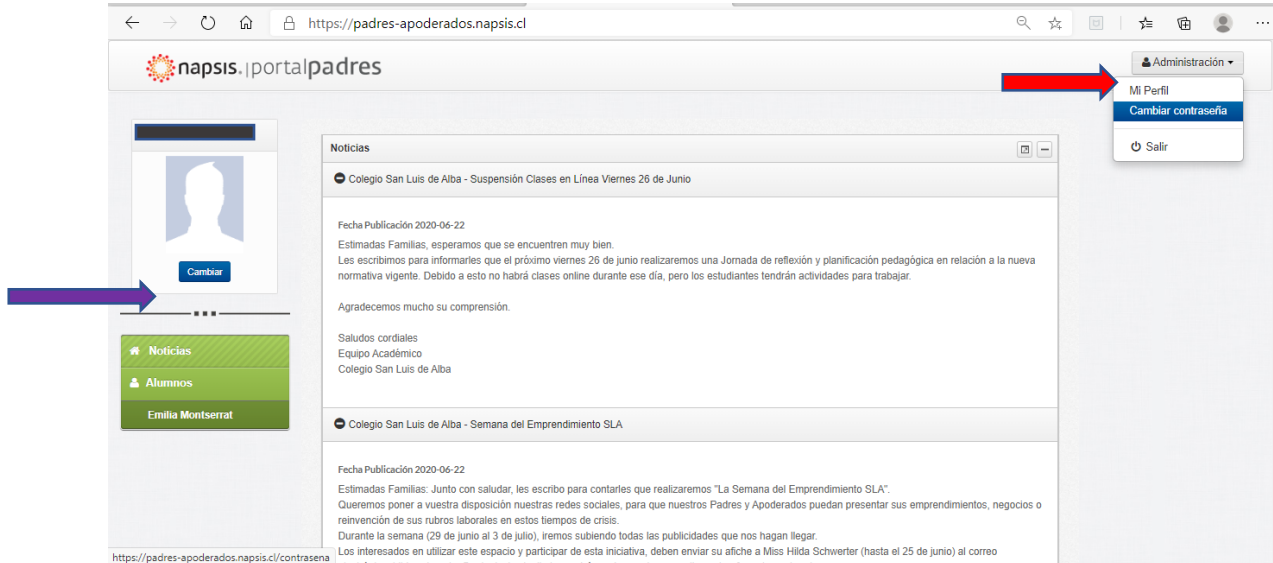 https://padres-apoderados.napsis.cl
napsis. |portalpadres
Administración
Mi Perfil
Cambiar contraseña
Salir
Cambiar
Noticias
Alumnos
Emilia Montserrat
Noticias
Colegio San Luis de Alba - Suspensión Clases en Línea Viernes 26 de Junio
Fecha Publicación 2020-06-22
Estimadas Familias, esperamos que se encuentren muy bien.
Les escribimos para informarles que el próximo viernes 26 de junio realizaremos una Jornada de reflexión y planificación pedagógica en relación a la nueva
normativa vigente. Debido a esto no habrá clases online durante ese día, pero los estudiantes tendrán actividades para trabajar.
Agradecemos mucho su comprensión.
Saludos cordiales
Equipo Académico
Colegio San Luis de Alba
Colegio San Luis de Alba - Semana del Emprendimiento SLA
Fecha Publicación 2020-06-22
Estimadas Familias: Junto con saludar, les escribo para contarles que realizaremos "La Semana del Emprendimiento SLA".
Queremos poner a vuestra disposición nuestras redes sociales, para que nuestros Padres y Apoderados puedan presentar sus emprendimientos, negocios o
reinvención de sus rubros laborales en estos tiempos de crisis.
Durante la semana (29 de junio al 3 de julio), iremos subiendo todas las publicidades que nos hagan llegar.
Los interesados en utilizar este espacio y participar de esta iniciativa, deben enviar su afiche a Miss Hilda Schwerter (hasta el 25 de junio) al correo
https://padres-apoderados.napsis.cl/contrasena